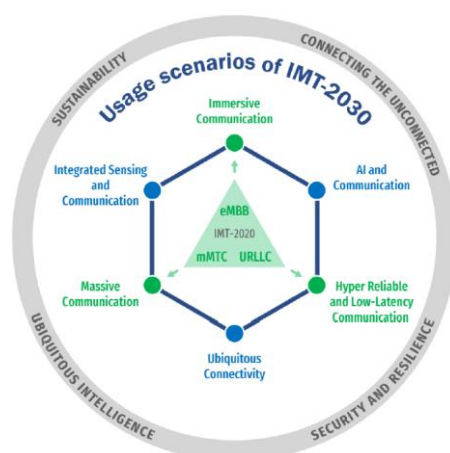 SUSTAINABILITY
CONNECTING THE UNCONNECTED
Usage scenarios of IMT-2030
Immersive
Communication
Integrated Sensing
and
Communication
AI and
Communication
eMBB
IMT-2020
mMTC URLLC
Massive
Communication
Hyper Reliable
and Low-Latency
Communication
Ubiquitous
Connectivity
UBIQUITOUS INTELLIGENCE
SECURITY AND RESILIENCE